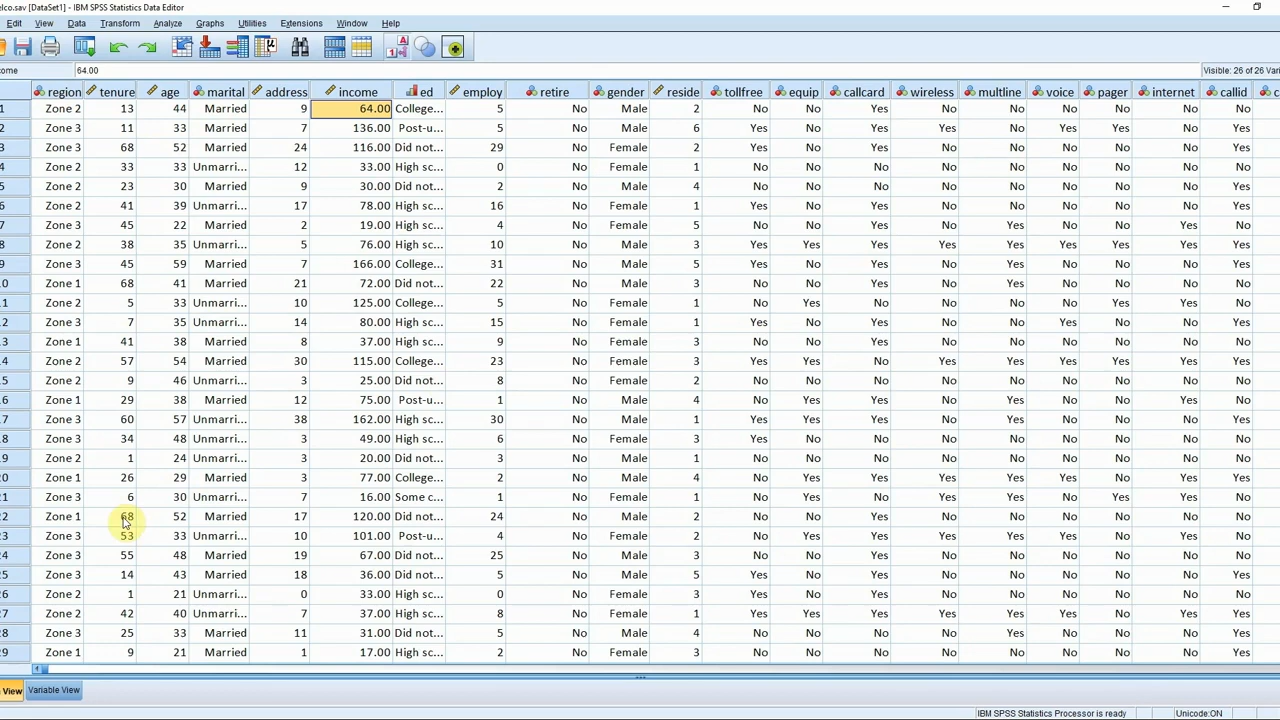 elco.sav [DataSet1] - IBM SPSS Statistics Data Editor
Edit View Data Transform Analyze Graphs Utilities Extensions Window Help
ome 64.00 Visible: 26 of 26 Vari
region tenure age marital address income ed employ retire gender reside tollfree equip callcard wireless multline voice pager internet callid c
1 Zone 2 13 44 Married 9 64.00 College... 5 No Male 2 No No Yes No No No No No No
2 Zone 3 11 33 Married 7 136.00 Post-u... 5 No Male 6 Yes No Yes Yes No Yes Yes No Yes
3 Zone 3 68 52 Married 24 116.00 Did not... 29 No Female 2 Yes No Yes No No No No No Yes
4 Zone 2 33 33 Unmarri... 12 33.00 High sc... 0 No Female 1 No No No No No No No No No
5 Zone 2 23 30 Married 9 30.00 Did not... 2 No Male 4 No No No No No No No No Yes
6 Zone 2 41 39 Unmarri... 17 78.00 High sc... 16 No Female 1 Yes No Yes No No No No No Yes
7 Zone 3 45 22 Married 2 19.00 High sc... 4 No Female 5 No No No No Yes No No Yes No
8 Zone 2 38 35 Unmarri... 5 76.00 High sc... 10 No Male 3 Yes Yes Yes Yes Yes Yes Yes Yes Yes
9 Zone 3 45 59 Married 7 166.00 College... 31 No Male 5 Yes No Yes No No No No No Yes
10 Zone 1 68 41 Married 21 72.00 Did not... 22 No Male 3 No No Yes No Yes No No No No
11 Zone 2 5 33 Unmarri... 10 125.00 College... 5 No Female 1 No Yes No No No No Yes Yes No
12 Zone 3 7 35 Unmarri... 14 80.00 High sc... 15 No Female 1 Yes No Yes No No Yes No No Yes
13 Zone 1 41 38 Married 8 37.00 High sc... 9 No Female 3 No No Yes No No No No No No
14 Zone 2 57 54 Married 30 115.00 College... 23 No Female 3 Yes Yes No Yes Yes Yes Yes Yes Yes
15 Zone 2 9 46 Unmarri... 3 25.00 Did not... 8 No Female 2 No No No No No No No No No
16 Zone 1 29 38 Married 12 75.00 Post-u... 1 No Male 4 No Yes Yes No No No No Yes No
17 Zone 3 60 57 Unmarri... 38 162.00 High sc... 30 No Male 1 Yes Yes Yes Yes Yes Yes Yes No Yes
18 Zone 3 34 48 Unmarri... 3 49.00 High sc... 6 No Female 3 Yes No Yes No No No No No Yes
19 Zone 2 1 24 Unmarri... 3 20.00 Did not... 3 No Male 1 No No No No No No No No No
20 Zone 1 26 29 Married 3 77.00 College... 2 No Male 4 No Yes Yes Yes Yes Yes No Yes Yes
21 Zone 3 6 30 Unmarri... 7 16.00 Some c... 1 No Female 2 No Yes No Yes No Yes Yes Yes No
22 Zone 1 68 52 Married 17 120.00 Did not... 24 No Male 2 No No Yes No No No No No No
23 Zone 3 53 33 Unmarri... 10 101.00 Post-u... 4 No Female 2 Yes Yes Yes Yes Yes Yes No Yes Yes
24 Zone 3 55 48 Married 19 67.00 Did not... 25 No Male 3 No No Yes No No No No No Yes
25 Zone 3 14 43 Married 18 36.00 Did not... 5 No Male 5 Yes No No No No No No No Yes
26 Zone 2 1 21 Unmarri... 0 33.00 High sc... 0 No Female 3 Yes No No No No No No No Yes
27 Zone 2 42 40 Unmarri... 7 37.00 High sc... 8 No Female 1 Yes Yes Yes Yes Yes Yes Yes No Yes
28 Zone 3 25 33 Married 11 31.00 Did not... 5 No Male 4 No No No No Yes No No No No
29 Zone 1 9 21 Married 1 17.00 High sc... 2 No Female 3 No No No No No No No No Yes
View Variable View
IBM SPSS Statistics Processor is ready Unicode:ON